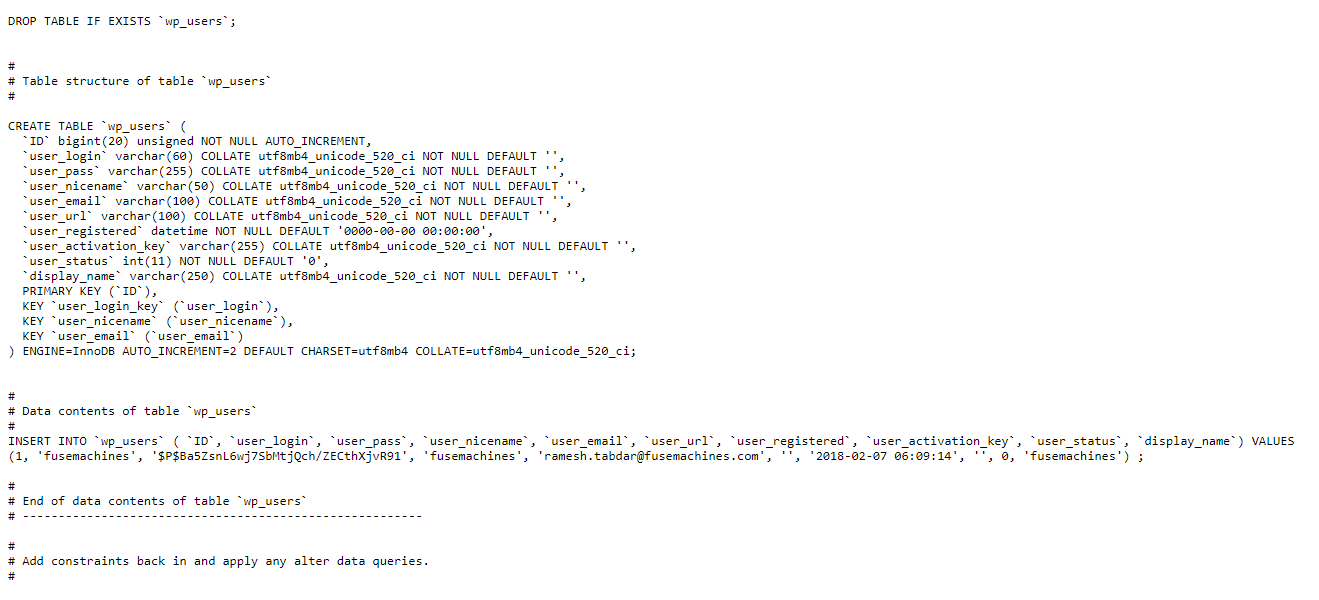 DROP TABLE IF EXISTS `wp_users`;
#
# Table structure of table `wp_users`
#
CREATE TABLE `wp_users` (
`ID` bigint(20) unsigned NOT NULL AUTO_INCREMENT,
`user_login` varchar(60) COLLATE utf8mb4_unicode_520_ci NOT NULL DEFAULT '',
`user_pass` varchar(255) COLLATE utf8mb4_unicode_520_ci NOT NULL DEFAULT '',
`user_nicename` varchar(50) COLLATE utf8mb4_unicode_520_ci NOT NULL DEFAULT '',
`user_email` varchar(100) COLLATE utf8mb4_unicode_520_ci NOT NULL DEFAULT '',
`user_url` varchar(100) COLLATE utf8mb4_unicode_520_ci NOT NULL DEFAULT '',
`user_registered` datetime NOT NULL DEFAULT '0000-00-00 00:00:00',
`user_activation_key` varchar(255) COLLATE utf8mb4_unicode_520_ci NOT NULL DEFAULT '',
`user_status` int(11) NOT NULL DEFAULT '0',
`display_name` varchar(250) COLLATE utf8mb4_unicode_520_ci NOT NULL DEFAULT '',
PRIMARY KEY (`ID`),
KEY `user_login_key` (`user_login`),
KEY `user_nicename` (`user_nicename`),
KEY `user_email` (`user_email`)
) ENGINE=InnoDB AUTO_INCREMENT=2 DEFAULT CHARSET=utf8mb4 COLLATE=utf8mb4_unicode_520_ci;
#
# Data contents of table `wp_users`
#
INSERT INTO `wp_users` ( `ID`, `user_login`, `user_pass`, `user_nicename`, `user_email`, `user_url`, `user_registered`, `user_activation_key`, `user_status`, `display_name`) VALUES
(1, 'fusemachines', '$P$Ba5ZsnL6wj7SbMtjQch/ZECthXjvR91', 'fusemachines', 'ramesh.tabdar@fusemachines.com', '', '2018-02-07 06:09:14', '', 0, 'fusemachines') ;
#
# End of data contents of table `wp_users`
# --------------------------------------------------------
#
# Add constraints back in and apply any alter data queries.
#